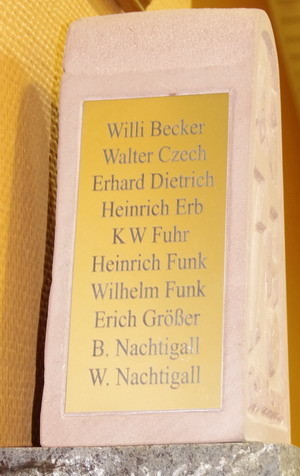 Willi Becker
Walter Czech
Erhard Dietrich
Heinrich Erb
K W Fuhr
Heinrich Funk
Wilhelm Funk
Erich Größer
B. Nachtigall
W. Nachtigall